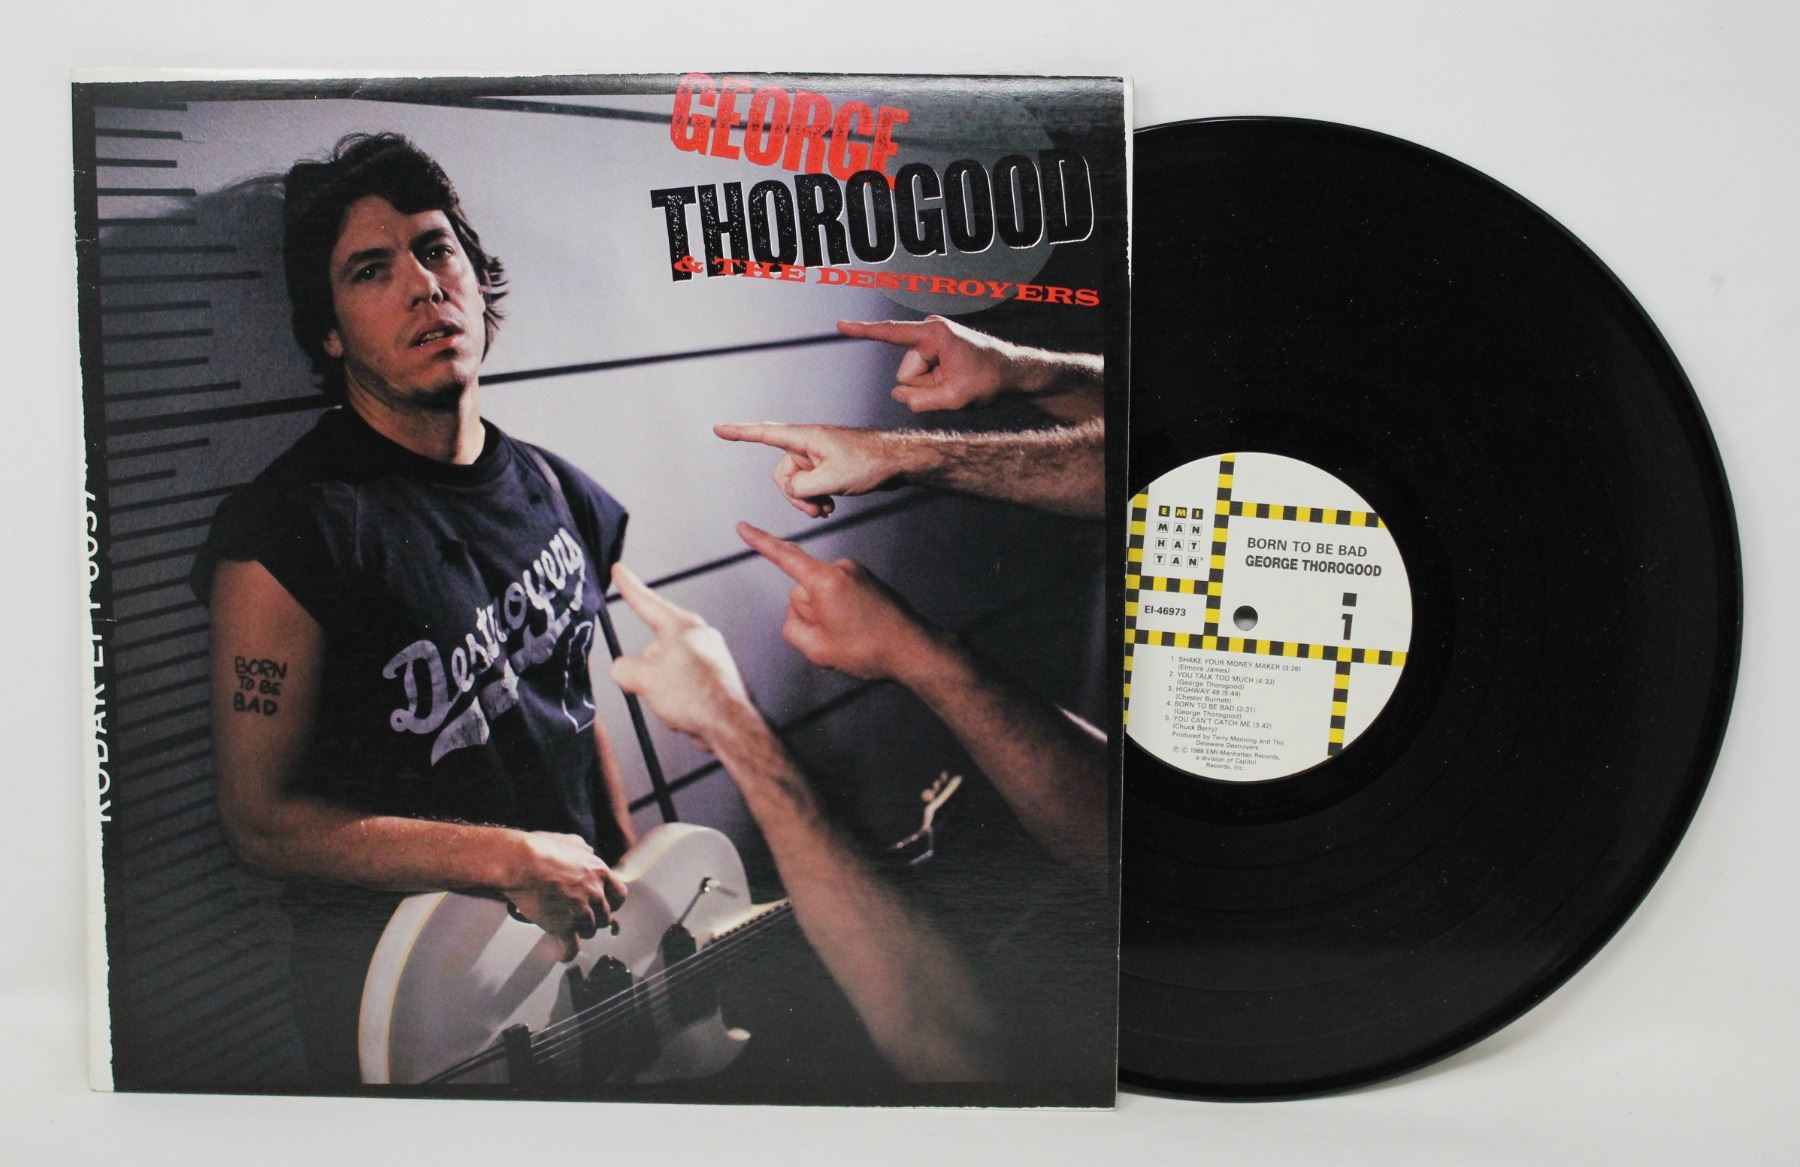 GEORGE
THOROGOOD
& THE DESTROYERS
Destroyers
BORN
TO BE
BAD
EMI
MAN
HAT
TAN
BORN TO BE BAD
GEORGE THOROGOOD
EI-46973
1
1. SHAKE YOUR MONEY MAKER (3:26)
(Elmore James)
2. YOU TALK TOO MUCH (4:33)
(George Thorogood)
3. HIGHWAY 49 (5:44)
(Chester Burnett)
4. BORN TO BE BAD (3:31)
(George Thorogood)
5. YOU CAN'T CATCH ME (3:42)
(Chuck Berry)
Produced by Terry Manning and The
Delaware Destroyers
℗ © 1988 EMI-Manhattan Records,
a division of Capitol
Records, Inc.